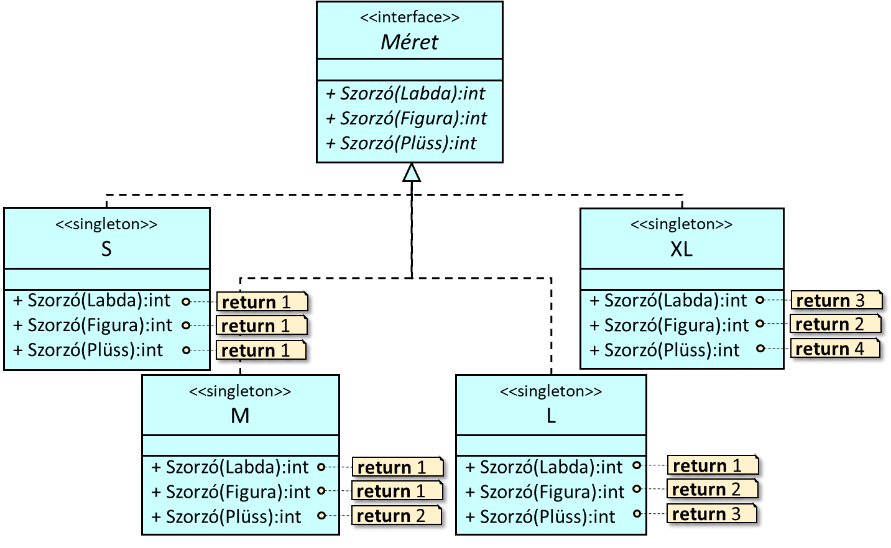 <<interface>>
Méret
+ Szorzó(Labda):int
+ Szorzó(Figura):int
+ Szorzó(Plüss):int
<<singleton>>
S
+ Szorzó(Labda):int
return 1
+ Szorzó(Figura):int
return 1
+ Szorzó(Plüss):int
return 1
<<singleton>>
XL
+ Szorzó(Labda):int
return 3
+ Szorzó(Figura):int
return 2
+ Szorzó(Plüss):int
return 4
<<singleton>>
M
+ Szorzó(Labda):int
return 1
+ Szorzó(Figura):int
return 1
+ Szorzó(Plüss):int
return 2
<<singleton>>
L
+ Szorzó(Labda):int
return 1
+ Szorzó(Figura):int
return 2
+ Szorzó(Plüss):int
return 3